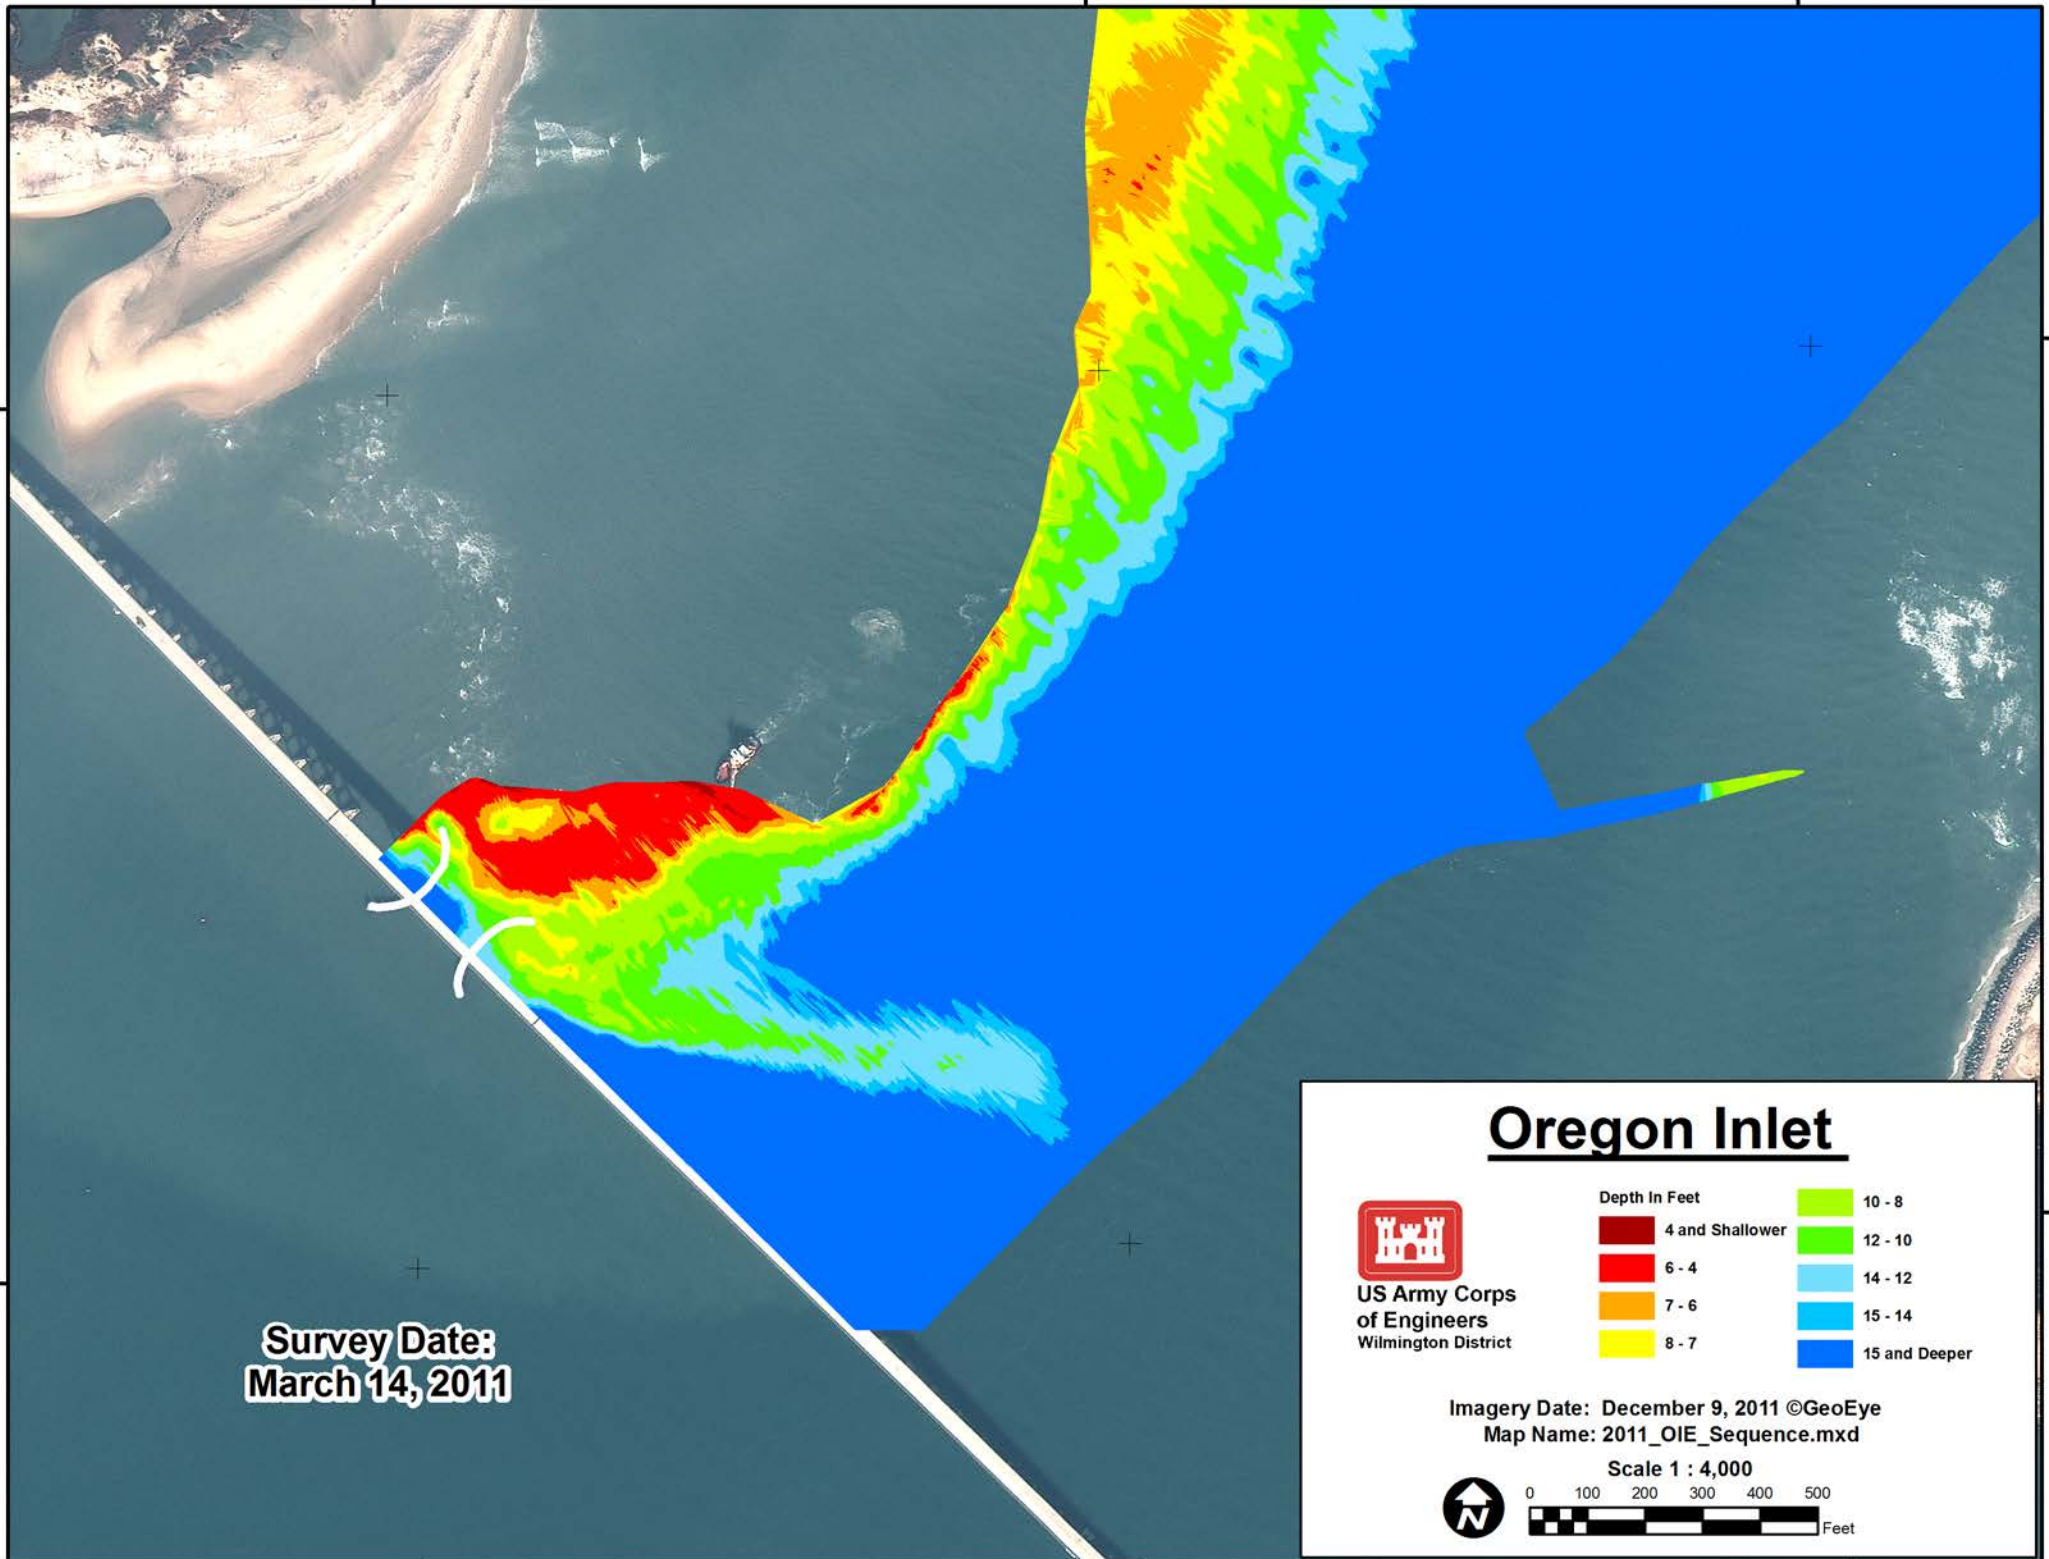 Survey Date:
March 14, 2011
Oregon Inlet
US Army Corps
of Engineers
Wilmington District
Depth In Feet
4 and Shallower
6 - 4
7 - 6
8 - 7
10 - 8
12 - 10
14 - 12
15 - 14
15 and Deeper
Imagery Date: December 9, 2011 ©GeoEye
Map Name: 2011_OIE_Sequence.mxd
Scale 1 : 4,000
N
0 100 200 300 400 500
Feet